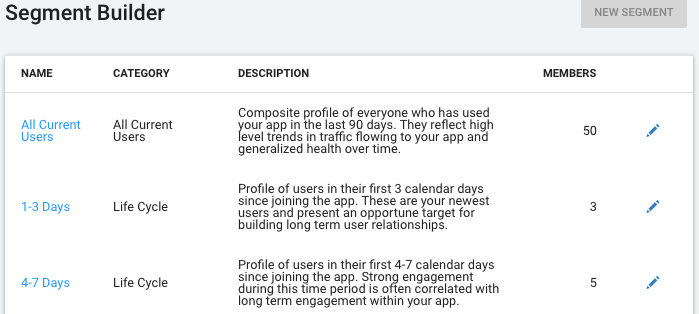 Segment Builder
NEW SEGMENT
NAME CATEGORY DESCRIPTION MEMBERS
All Current
Users
All Current
Users
Composite profile of everyone who has used
your app in the last 90 days. They reflect high
level trends in traffic flowing to your app and
generalized health over time.
50
1-3 Days
Life Cycle
Profile of users in their first 3 calendar days
since joining the app. These are your newest
users and present an opportune target for
building long term user relationships.
3
4-7 Days
Life Cycle
Profile of users in their first 4-7 calendar days
since joining the app. Strong engagement
during this time period is often correlated with
long term engagement within your app.
5